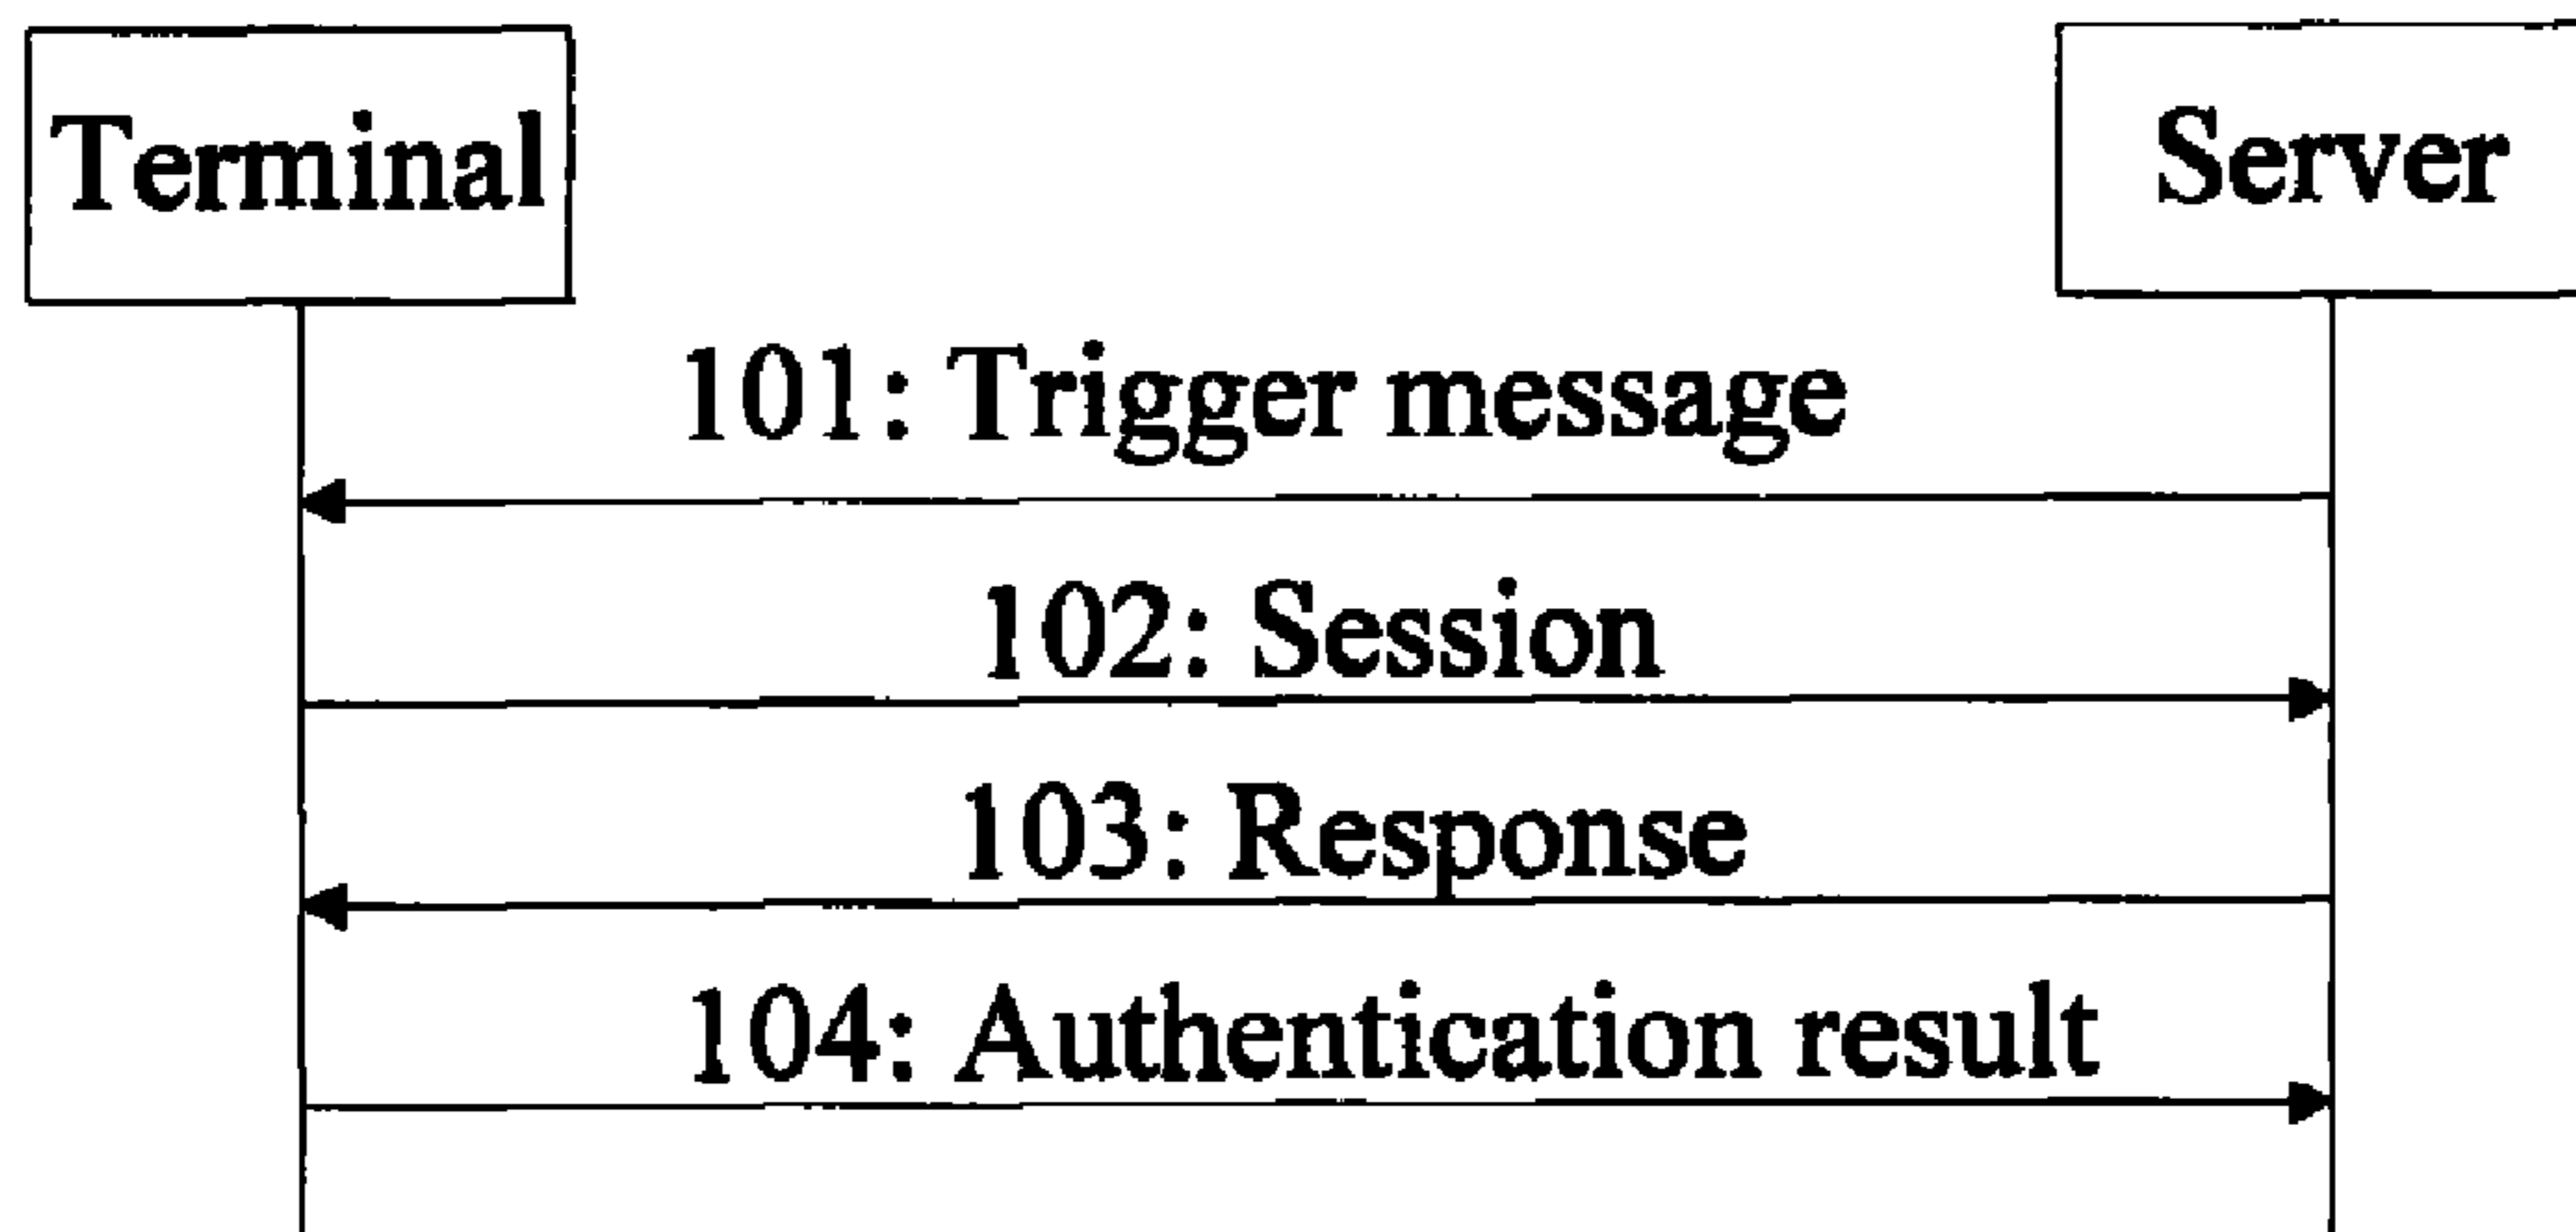 Terminal
Server
101: Trigger message
102: Session
103: Response
104: Authentication result